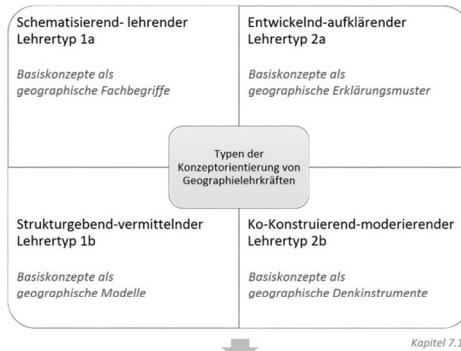 Schematisierend- lehrender
Lehrertyp 1a
Basiskonzepte als
geographische Fachbegriffe
Entwickelnd-aufklärender
Lehrertyp 2a
Basiskonzepte als
geographische Erklärungsmuster
Typen der
Konzeptorientierung von
Geographielehrkräften
Strukturgebend-vermittelnder
Lehrertyp 1b
Basiskonzepte als
geographische Modelle
Ko-Konstruierend-moderierender
Lehrertyp 2b
Basiskonzepte als
geographische Denkinstrumente
Kapitel 7.1